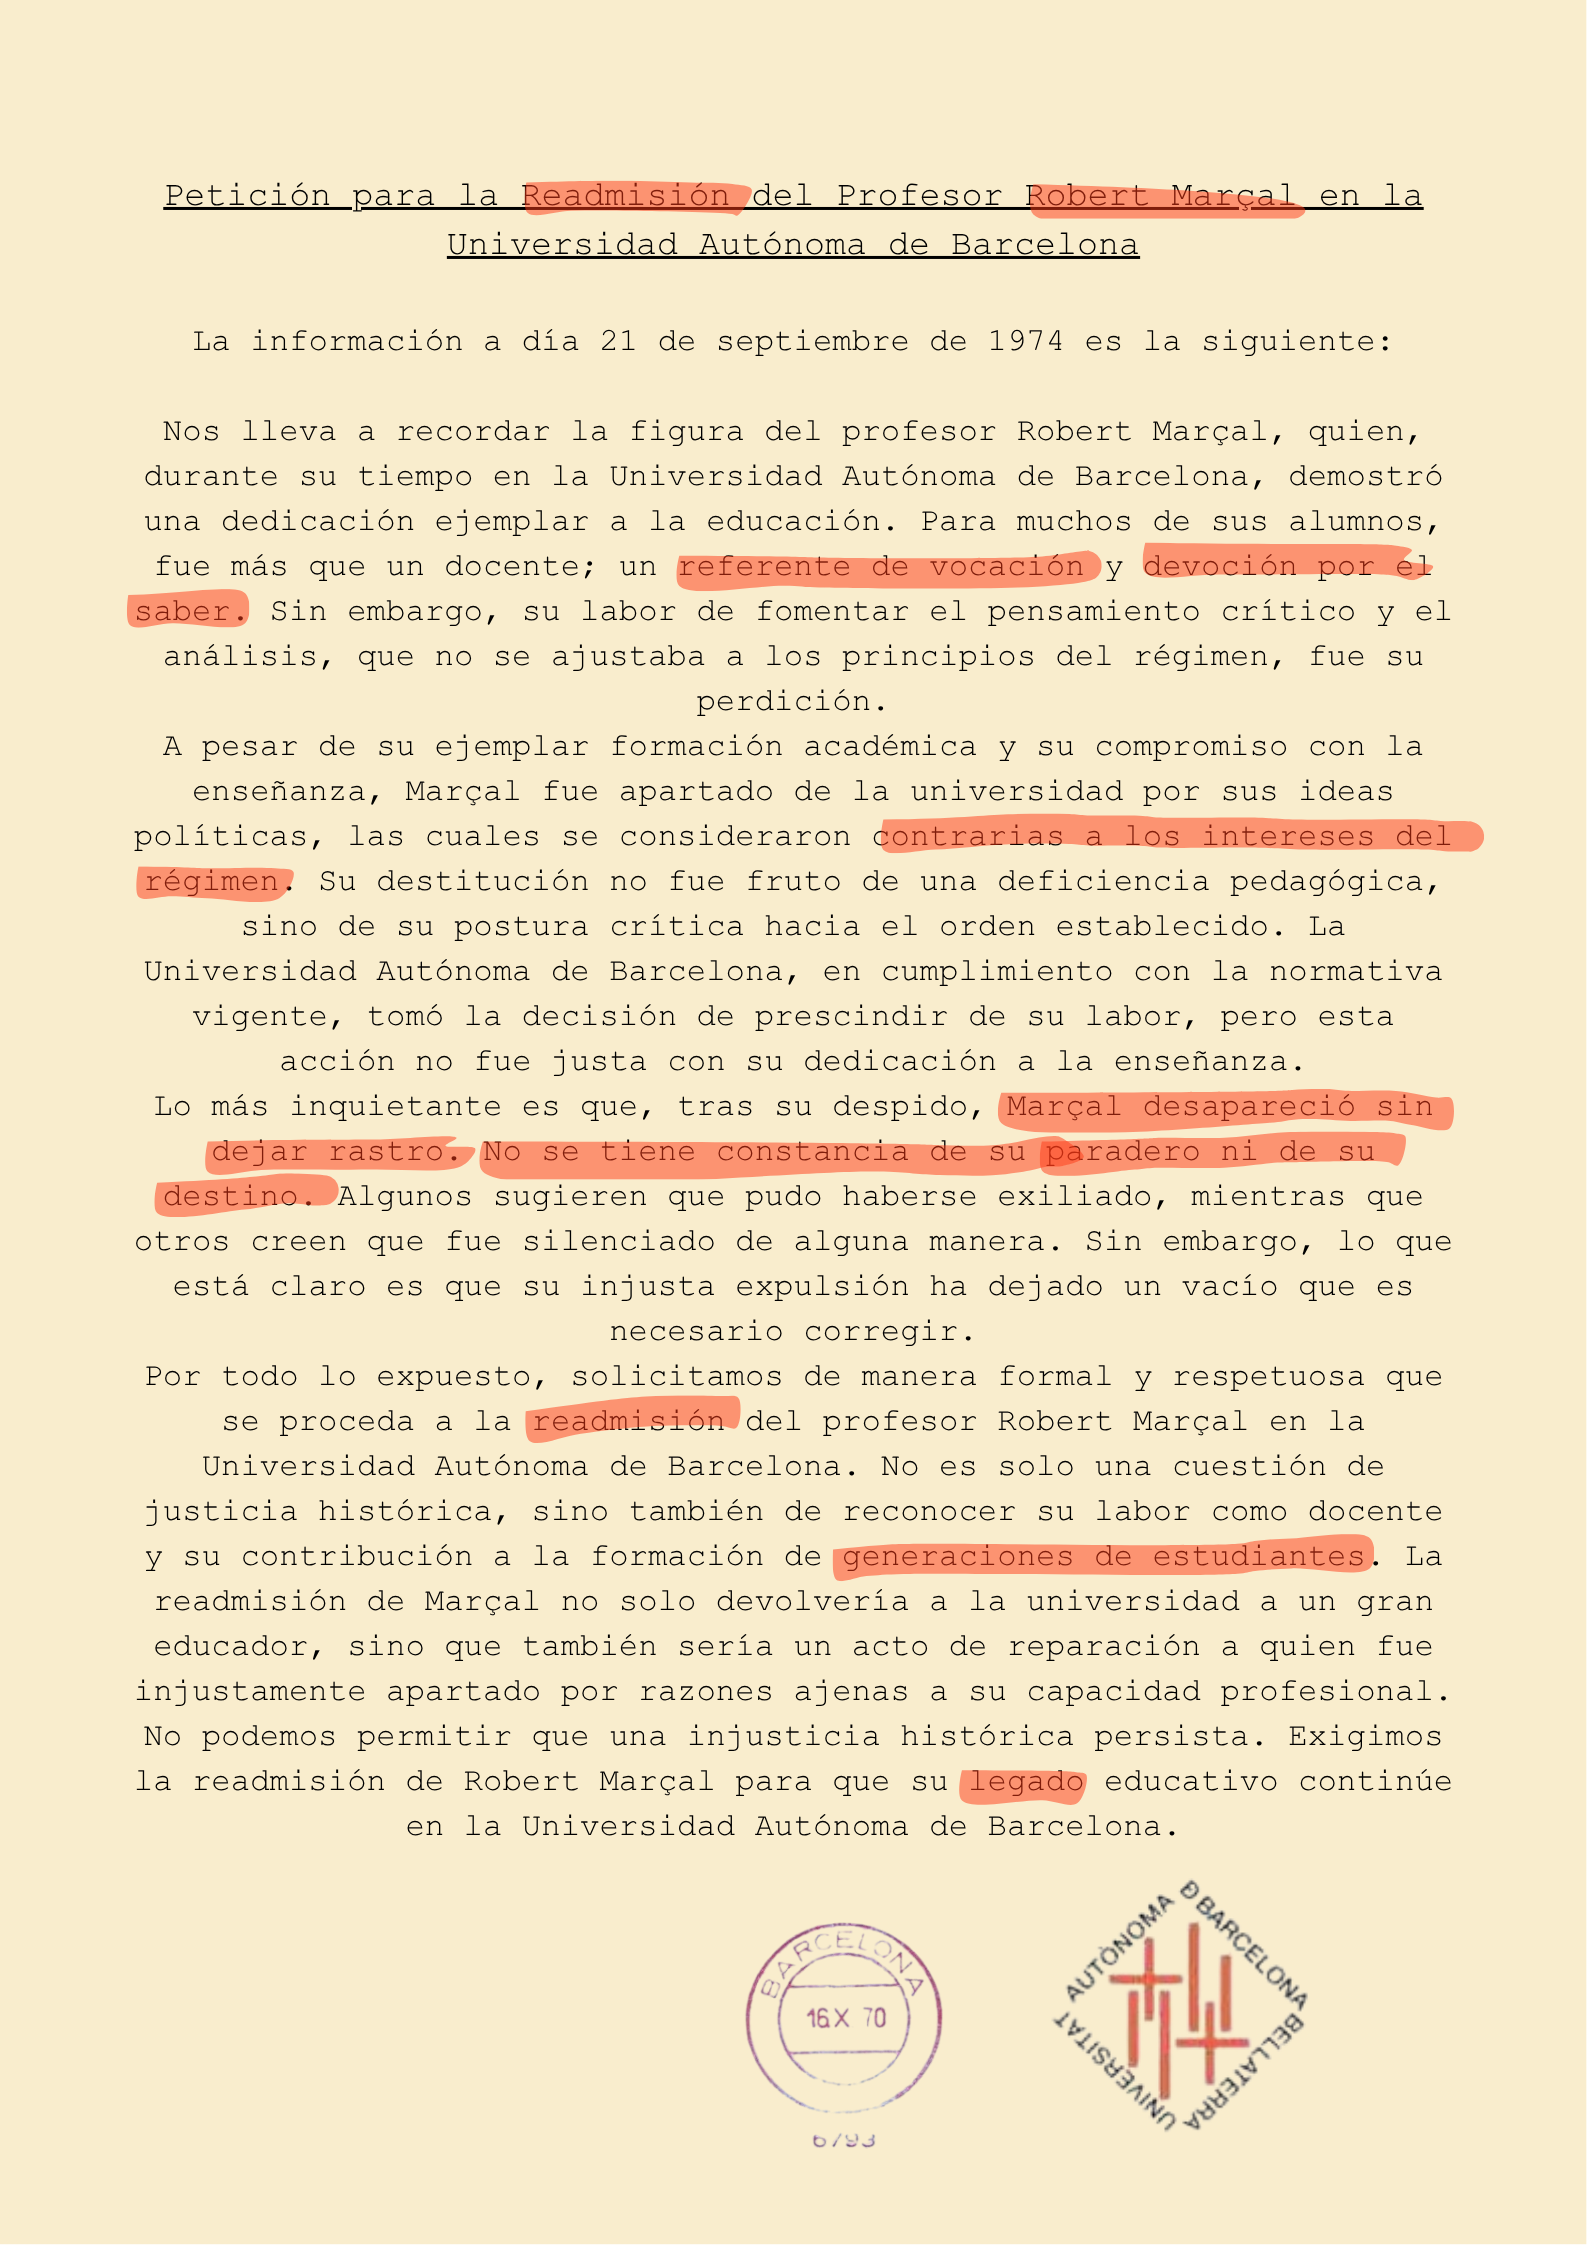 Petición para la Readmisión del Profesor Robert Marçal en la
Universidad Autónoma de Barcelona
La información a día 21 de septiembre de 1974 es la siguiente:
Nos lleva a recordar la figura del profesor Robert Marçal, quien,
durante su tiempo en la Universidad Autónoma de Barcelona, demostró
una dedicación ejemplar a la educación. Para muchos de sus alumnos,
fue más que un docente; un referente de vocación y devoción por el
saber. Sin embargo, su labor de fomentar el pensamiento crítico y el
análisis, que no se ajustaba a los principios del régimen, fue su
perdición.
A pesar de su ejemplar formación académica y su compromiso con la
enseñanza, Marçal fue apartado de la universidad por sus ideas
políticas, las cuales se consideraron contrarias a los intereses del
régimen. Su destitución no fue fruto de una deficiencia pedagógica,
sino de su postura crítica hacia el orden establecido. La
Universidad Autónoma de Barcelona, en cumplimiento con la normativa
vigente, tomó la decisión de prescindir de su labor, pero esta
acción no fue justa con su dedicación a la enseñanza.
Lo más inquietante es que, tras su despido, Marçal desapareció sin
dejar rastro. No se tiene constancia de su paradero ni de su
destino. Algunos sugieren que pudo haberse exiliado, mientras que
otros creen que fue silenciado de alguna manera. Sin embargo, lo que
está claro es que su injusta expulsión ha dejado un vacío que es
necesario corregir.
Por todo lo expuesto, solicitamos de manera formal y respetuosa que
se proceda a la readmisión del profesor Robert Marçal en la
Universidad Autónoma de Barcelona. No es solo una cuestión de
justicia histórica, sino también de reconocer su labor como docente
y su contribución a la formación de generaciones de estudiantes. La
readmisión de Marçal no solo devolvería a la universidad a un gran
educador, sino que también sería un acto de reparación a quien fue
injustamente apartado por razones ajenas a su capacidad profesional.
No podemos permitir que una injusticia histórica persista. Exigimos
la readmisión de Robert Marçal para que su legado educativo continúe
en la Universidad Autónoma de Barcelona.
BARCELONA
16 X 70
UNIVERSITAT AUTÒNOMA
Đ BARCELONA
BELLATERRA